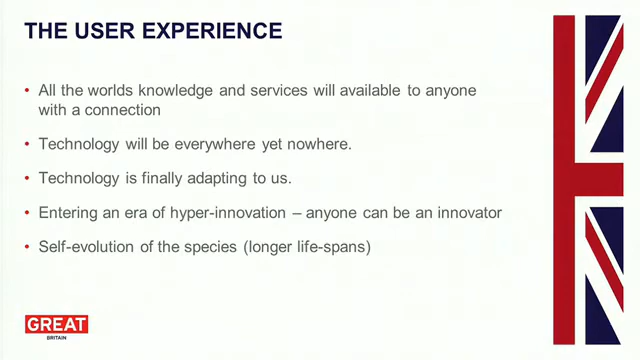 THE USER EXPERIENCE
• All the worlds knowledge and services will available to anyone
with a connection
• Technology will be everywhere yet nowhere.
• Technology is finally adapting to us.
• Entering an era of hyper-innovation – anyone can be an innovator
• Self-evolution of the species (longer life-spans)
GREAT
BRITAIN